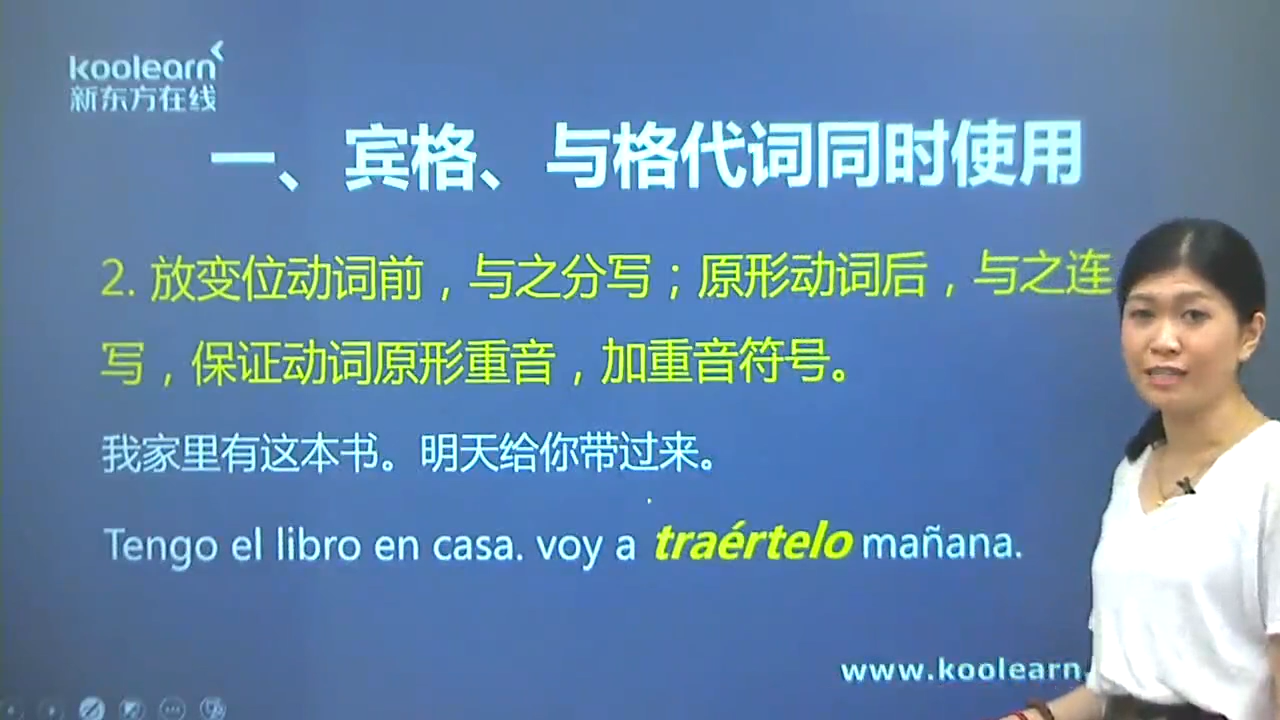 koolearn
新东方在线
一、宾格、与格代词同时使用
2. 放变位动词前，与之分写；原形动词后，与之连
写，保证动词原形重音，加重音符号。
我家里有这本书。明天给你带过来。
Tengo el libro en casa. voy a traértelo mañana.
www.koolearn.